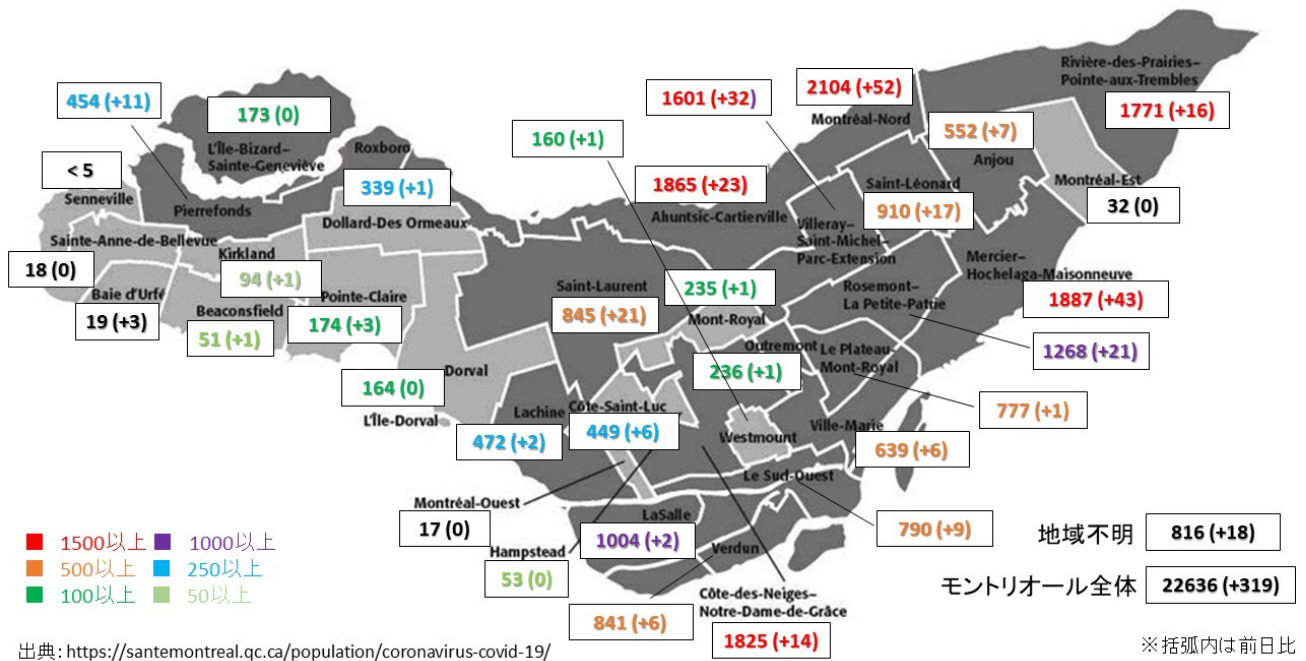 454 (+11)
173 (0)
L'Île-Bizard–
Sainte-Geneviève
Roxboro
339 (+1)
< 5
Senneville
Pierrefonds
Dollard-Des Ormeaux
Sainte-Anne-de-Bellevue
18 (0)
Kirkland
94 (+1)
Baie d'Urfé
19 (+3)
Beaconsfield
51 (+1)
Pointe-Claire
174 (+3)
164 (0)
Dorval
L'Île-Dorval
160 (+1)
1601 (+32)
2104 (+52)
Montréal-Nord
Rivière-des-Prairies–
Pointe-aux-Trembles
1771 (+16)
552 (+7)
Anjou
Montréal-Est
32 (0)
1865 (+23)
Ahuntsic-Cartierville
Saint-Léonard
910 (+17)
Villeray–
Saint-Michel–
Parc-Extension
Mercier–
Hochelaga-Maisonneuve
1887 (+43)
Saint-Laurent
845 (+21)
235 (+1)
Mont-Royal
Rosemont–
La Petite-Patrie
1268 (+21)
Outremont
236 (+1)
Le Plateau-
Mont-Royal
777 (+1)
Lachine
472 (+2)
Côte-Saint-Luc
449 (+6)
Westmount
Ville-Marie
639 (+6)
Le Sud-Ouest
790 (+9)
Montréal-Ouest
17 (0)
LaSalle
1004 (+2)
Hampstead
53 (0)
Verdun
841 (+6)
Côte-des-Neiges–
Notre-Dame-de-Grâce
1825 (+14)
1500以上 1000以上
500以上 250以上
100以上 50以上
地域不明 816 (+18)
モントリオール全体 22636 (+319)
出典: https://santemontreal.qc.ca/population/coronavirus-covid-19/
※括弧内は前日比